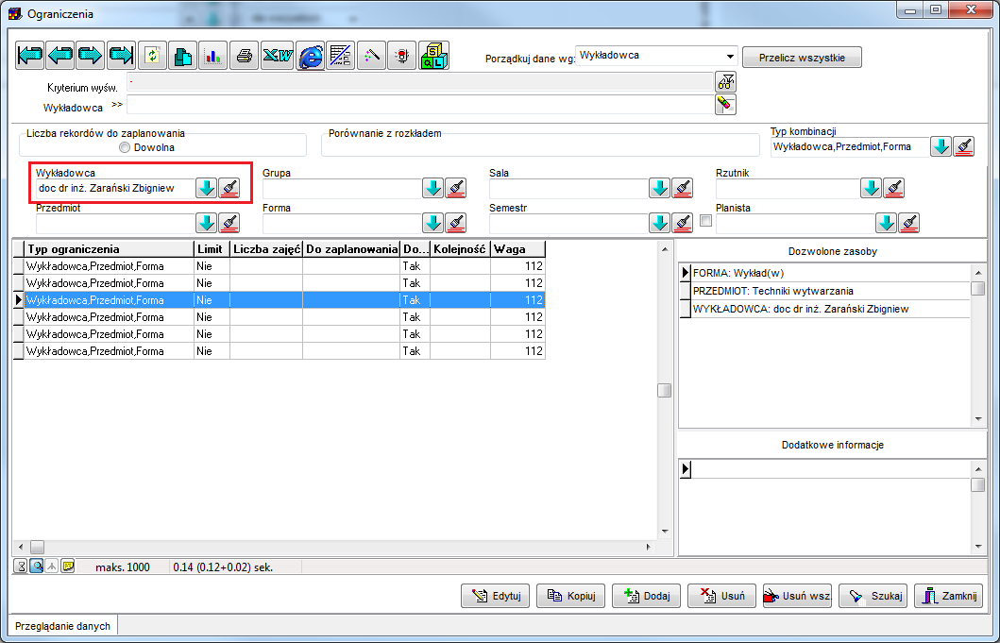 Ograniczenia
XW
S
QL
Porządkuj dane wg:
Wykładowca
Przelicz wszystkie
Kryterium wyśw.
Wykładowca >>
Liczba rekordów do zaplanowania
Dowolna
Porównanie z rozkładem
Typ kombinacji
Wykładowca,Przedmiot,Forma
Wykładowca
doc dr inż. Zarański Zbigniew
Grupa
Sala
Rzutnik
Przedmiot
Forma
Semestr
Planista
Typ ograniczenia Limit Liczba zajęć Do zaplanowania Do... Kolejność Waga
Wykładowca,Przedmiot,Forma Nie Tak 112
Wykładowca,Przedmiot,Forma Nie Tak 112
Wykładowca,Przedmiot,Forma Nie Tak 112
Wykładowca,Przedmiot,Forma Nie Tak 112
Wykładowca,Przedmiot,Forma Nie Tak 112
Wykładowca,Przedmiot,Forma Nie Tak 112
Dozwolone zasoby
FORMA: Wykład(w)
PRZEDMIOT: Techniki wytwarzania
WYKŁADOWCA: doc dr inż. Zarański Zbigniew
Dodatkowe informacje
maks. 1000
0.14 (0.12+0.02) sek.
Edytuj
Kopiuj
Dodaj
Usuń
Usuń wsz.
Szukaj
Zamknij
Przeglądanie danych